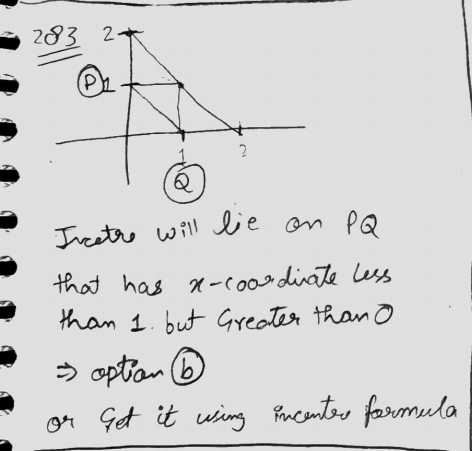 283
2
P 1
1 2
Q
Incetre will lie on PQ
that has x-coordinate less
than 1. but Greater than 0
⇒ option b
or Get it using incentre formula